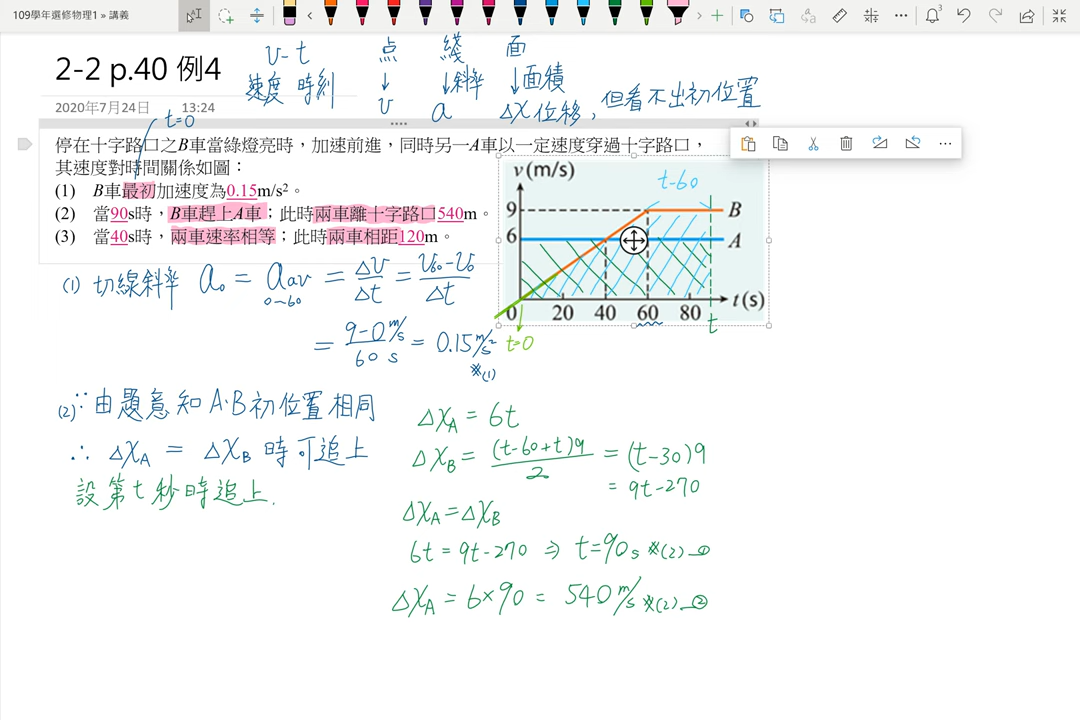 109學年選修物理1 » 講義
3
2-2 p.40 例4
2020年7月24日 13:24
v-t 点 綫 面
速度 時刻 ↓ ↓斜率 ↓面積
v a Δx 位移, 但看不出初位置
t=0
停在十字路口之B車當綠燈亮時，加速前進，同時另一A車以一定速度穿過十字路口，
其速度對時間關係如圖：
(1) B車最初加速度為0.15m/s²。
(2) 當90s時，B車趕上A車；此時兩車離十字路口540m。
(3) 當40s時，兩車速率相等；此時兩車相距120m。
v(m/s)
t-60
9 B
6 A
0 20 40 60 80 t(s)
t
t=0
(1) 切線斜率 a₀ = a av 0~60 = Δv/Δt = (v₆₀-v₀)/Δt
= (9-0 m/s)/(60 s) = 0.15 m/s² ※(1)
(2) ∵由題意知A·B初位置相同
∴ Δx_A = Δx_B 時可追上
設第t秒時追上.
Δx_A = 6t
Δx_B = (t-60+t)9/2 = (t-30)9
= 9t-270
Δx_A = Δx_B
6t = 9t-270 ⇒ t=90s ※(2)-①
Δx_A = 6×90 = 540 m/s ※(2)-②